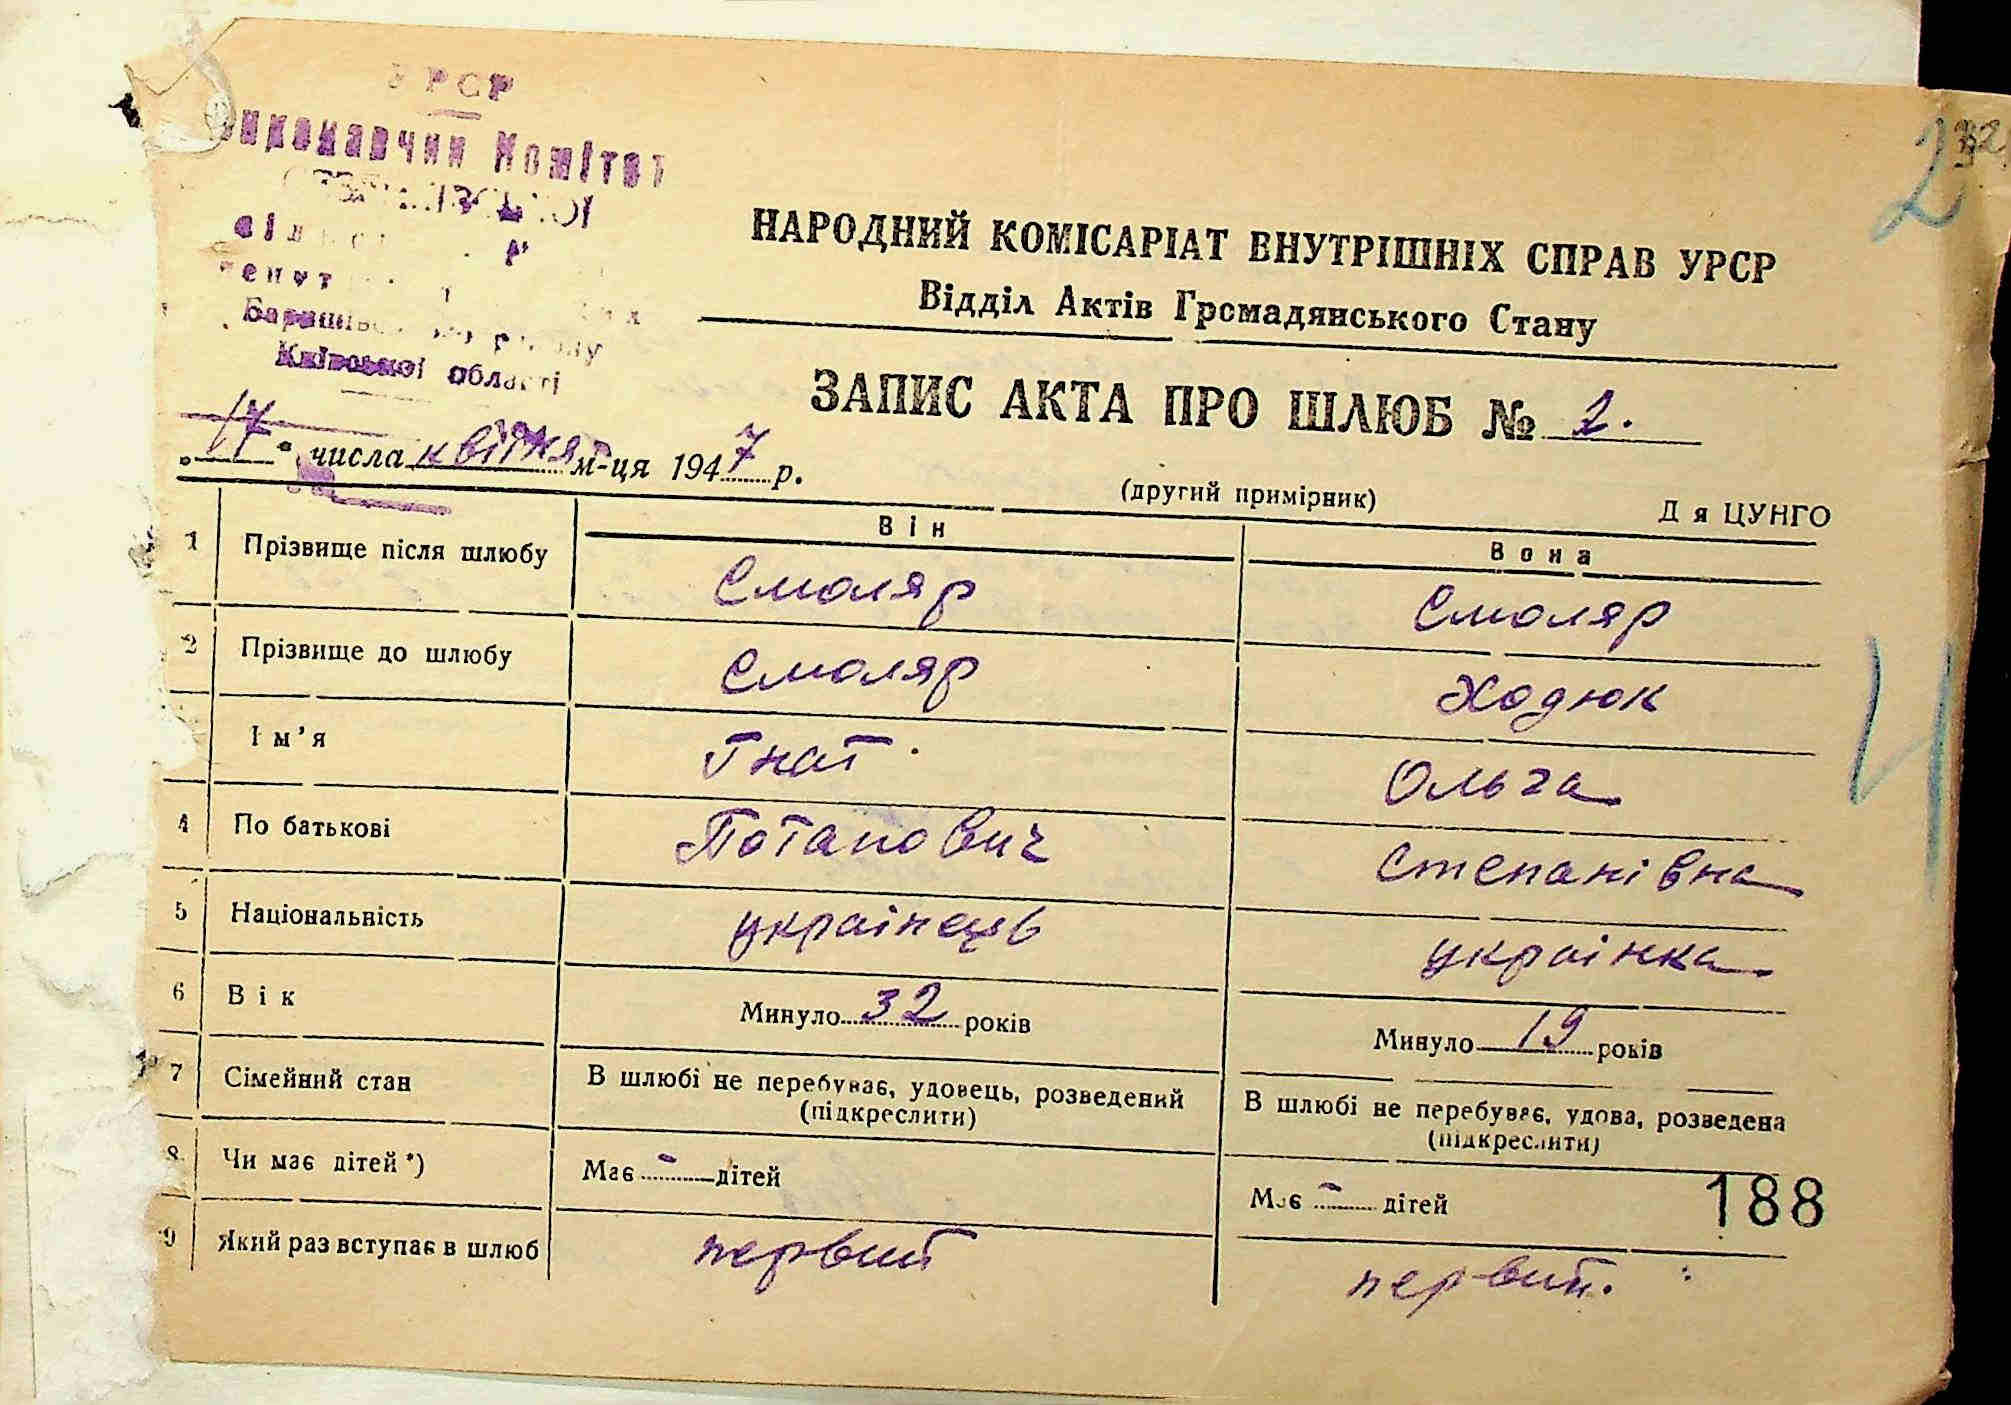 УРСР
Виконавчий Комітет
Київської області
НАРОДНИЙ КОМІСАРІАТ ВНУТРІШНІХ СПРАВ УРСР
Відділ Актів Громадянського Стану
ЗАПИС АКТА ПРО ШЛЮБ № 2.
„17“ числа квітня м-ця 1947 р.
(другий примірник) Д я ЦУНГО
Він Вона
1 Прізвище після шлюбу Смоляр Смоляр
2 Прізвище до шлюбу Смоляр Ходюк
Ім'я Гнат Ольга
4 По батькові Потапович Степанівна
5 Національність українець українка
6 Вік Минуло 32 років Минуло 19 років
7 Сімейний стан В шлюбі не перебуває, удовець, розведений (підкреслити) В шлюбі не перебуває, удова, розведена (підкреслити)
8 Чи має дітей *) Має - дітей Має - дітей
188
9 Який раз вступає в шлюб первий первий.